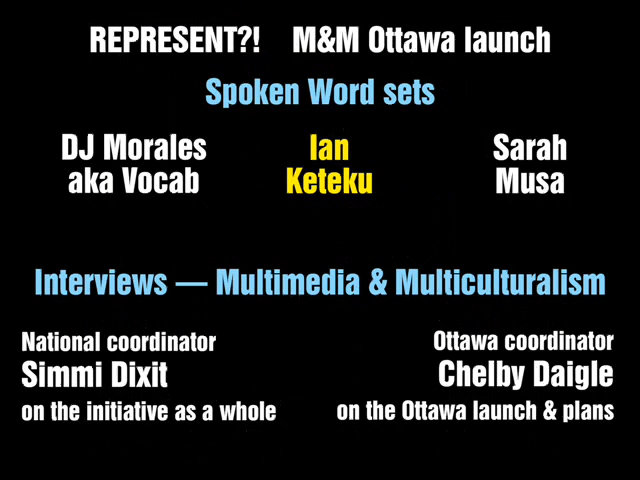 REPRESENT?! M&M Ottawa launch
Spoken Word sets
DJ Morales
aka Vocab
Ian
Keteku
Sarah
Musa
Interviews — Multimedia & Multiculturalism
National coordinator
Simmi Dixit
on the initiative as a whole
Ottawa coordinator
Chelby Daigle
on the Ottawa launch & plans